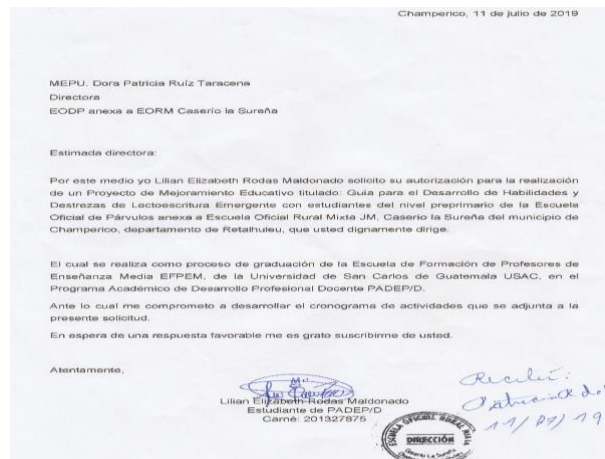 Champerico, 11 de julio de 2019
MEPU. Dora Patricia Ruíz Taracena
Directora
EODP anexa a EORM Caserío la Sureña
Estimada directora:
Por este medio yo Lilian Elizabeth Rodas Maldonado solicito su autorización para la realización
de un Proyecto de Mejoramiento Educativo titulado: Guía para el Desarrollo de Habilidades y
Destrezas de Lectoescritura Emergente con estudiantes del nivel preprimario de la Escuela
Oficial de Párvulos anexa a Escuela Oficial Rural Mixta JM, Caserío la Sureña del municipio de
Champerico, departamento de Retalhuleu, que usted dignamente dirige.
El cual se realiza como proceso de graduación de la Escuela de Formación de Profesores de
Enseñanza Media EFPEM, de la Universidad de San Carlos de Guatemala USAC, en el
Programa Académico de Desarrollo Profesional Docente PADEP/D.
Ante lo cual me comprometo a desarrollar el cronograma de actividades que se adjunta a la
presente solicitud.
En espera de una respuesta favorable me es grato suscribirme de usted.
Atentamente,
Lilian Elizabeth Rodas Maldonado
Estudiante de PADEP/D
Carné: 201327875
Recibí:
11/07/19
ESCUELA OFICIAL RURAL MIXTA
DIRECCIÓN